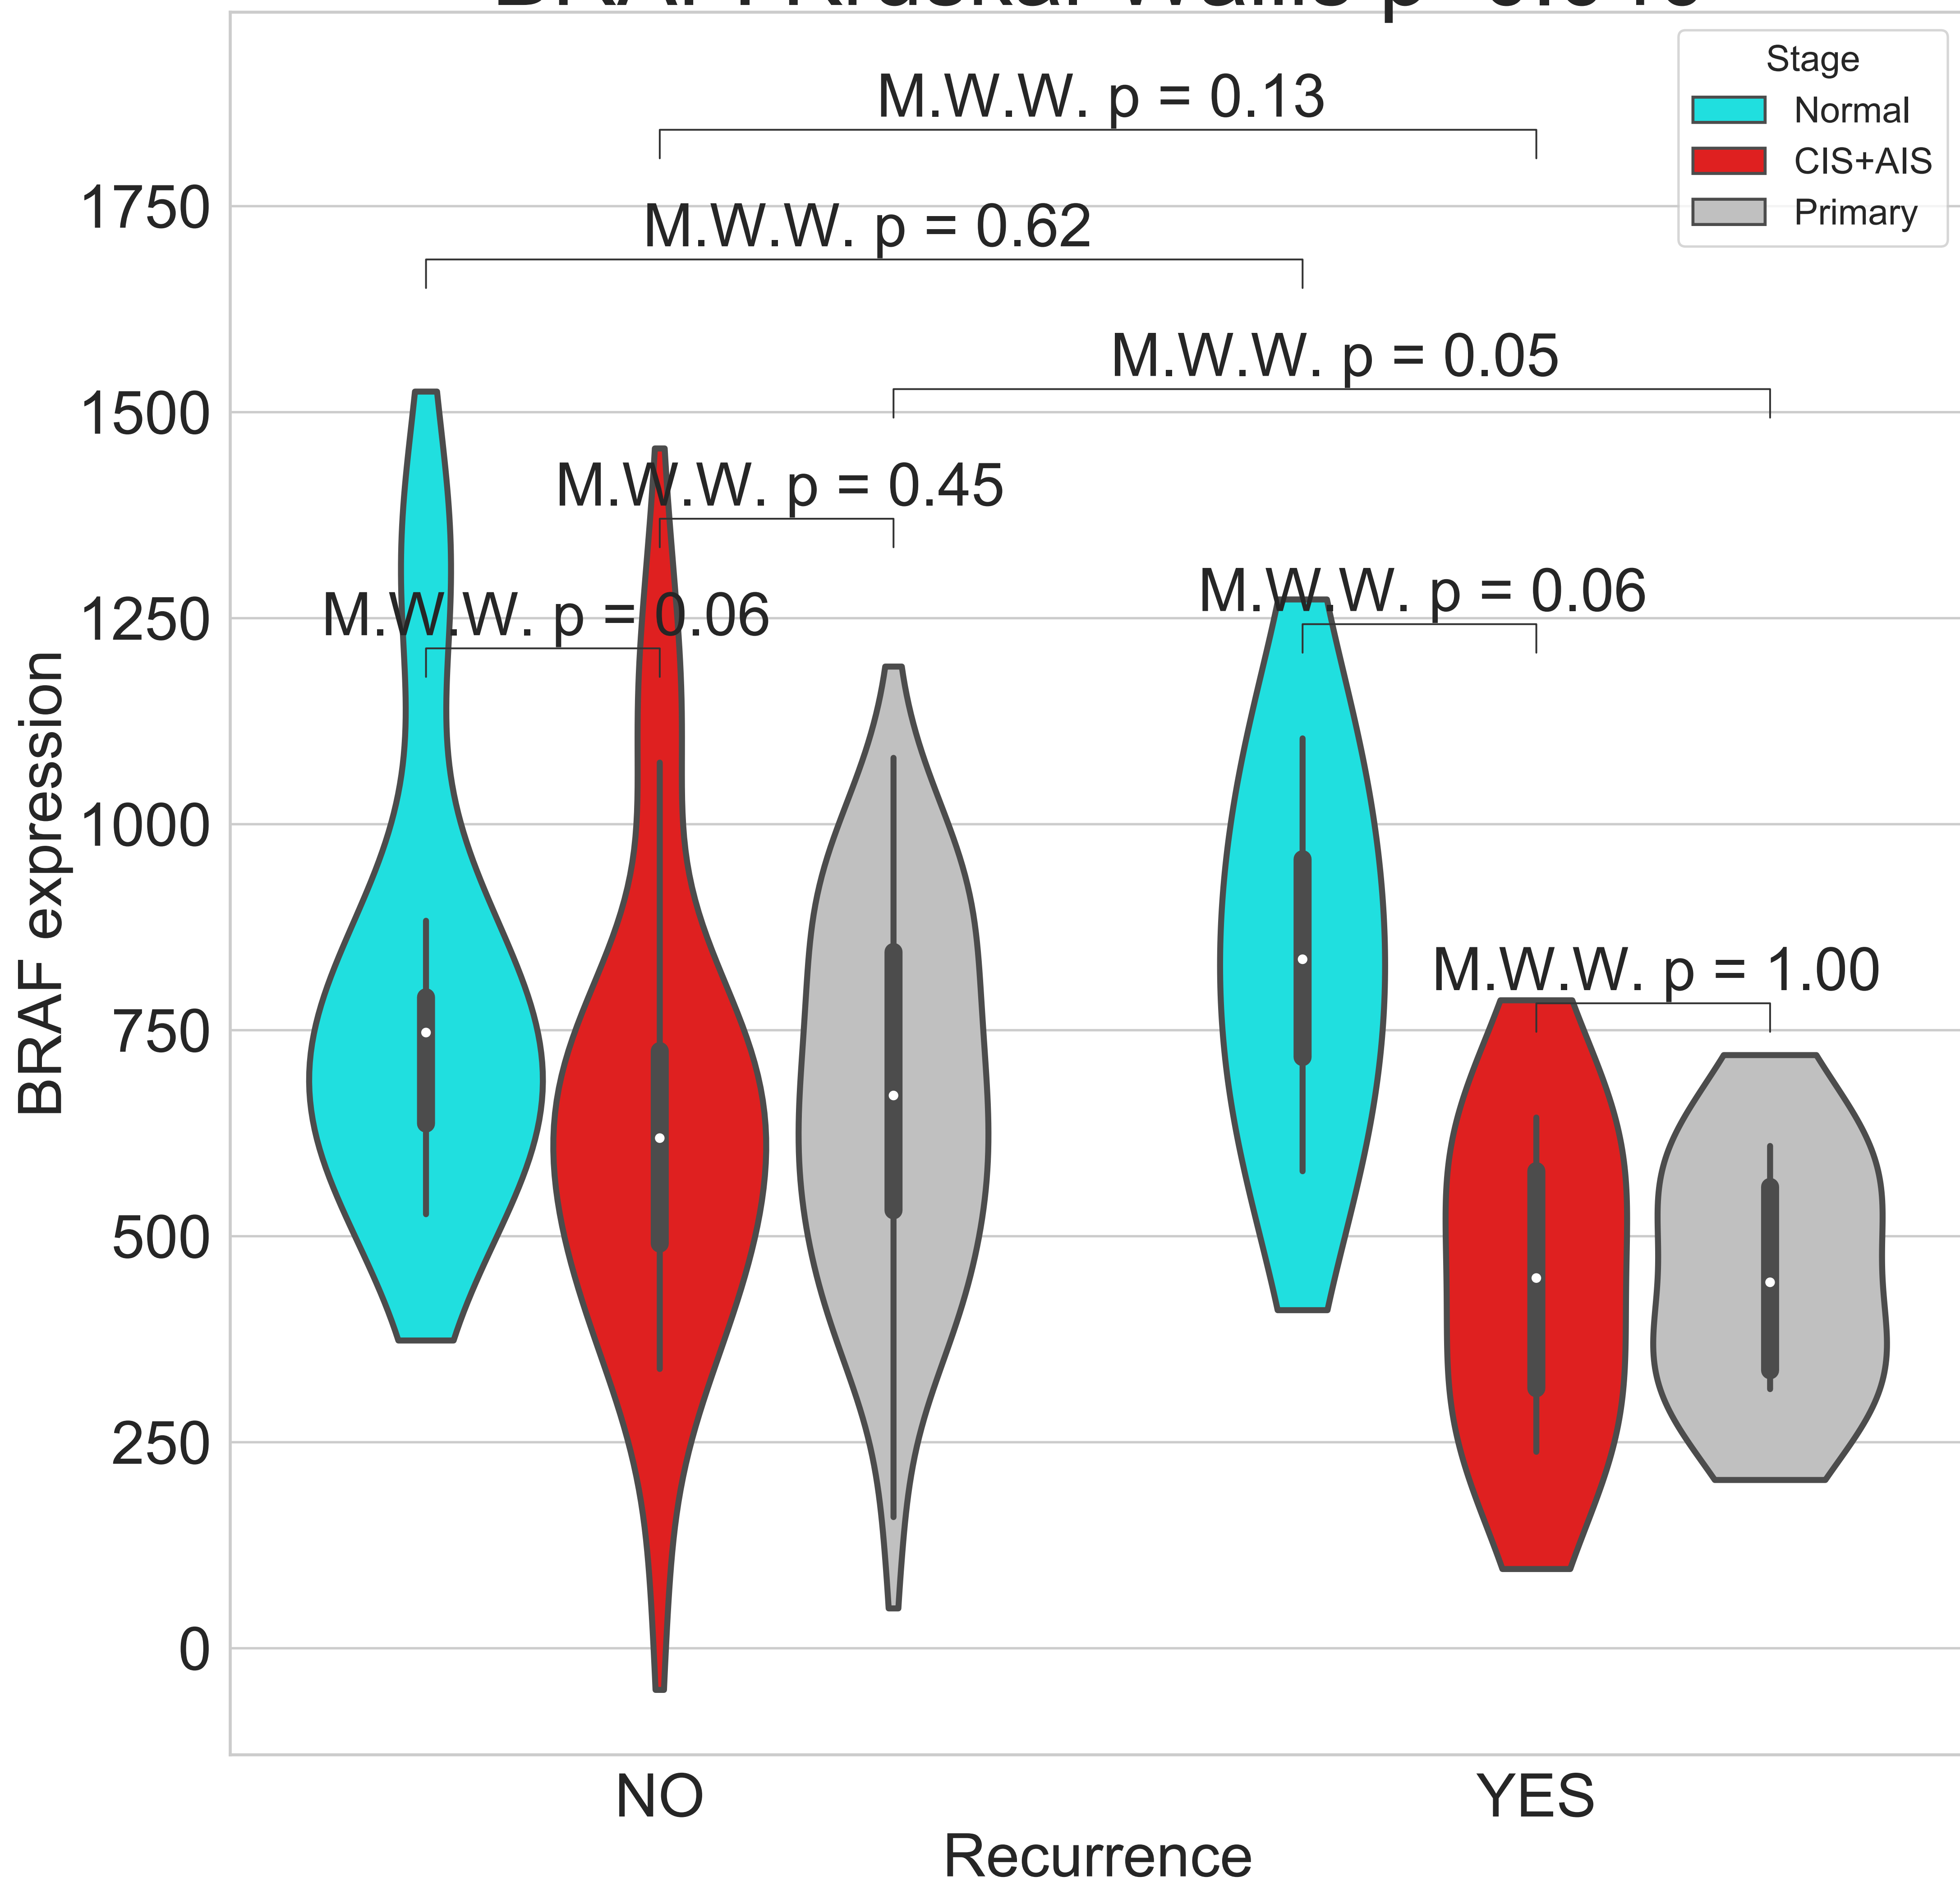 Stage
Normal
CIS+AIS
Primary
M.W.W. p = 0.13
M.W.W. p = 0.62
M.W.W. p = 0.05
M.W.W. p = 0.45
M.W.W. p = 0.06
M.W.W. p = 0.06
M.W.W. p = 1.00
1750
1500
1250
1000
750
500
250
0
BRAF expression
NO
YES
Recurrence